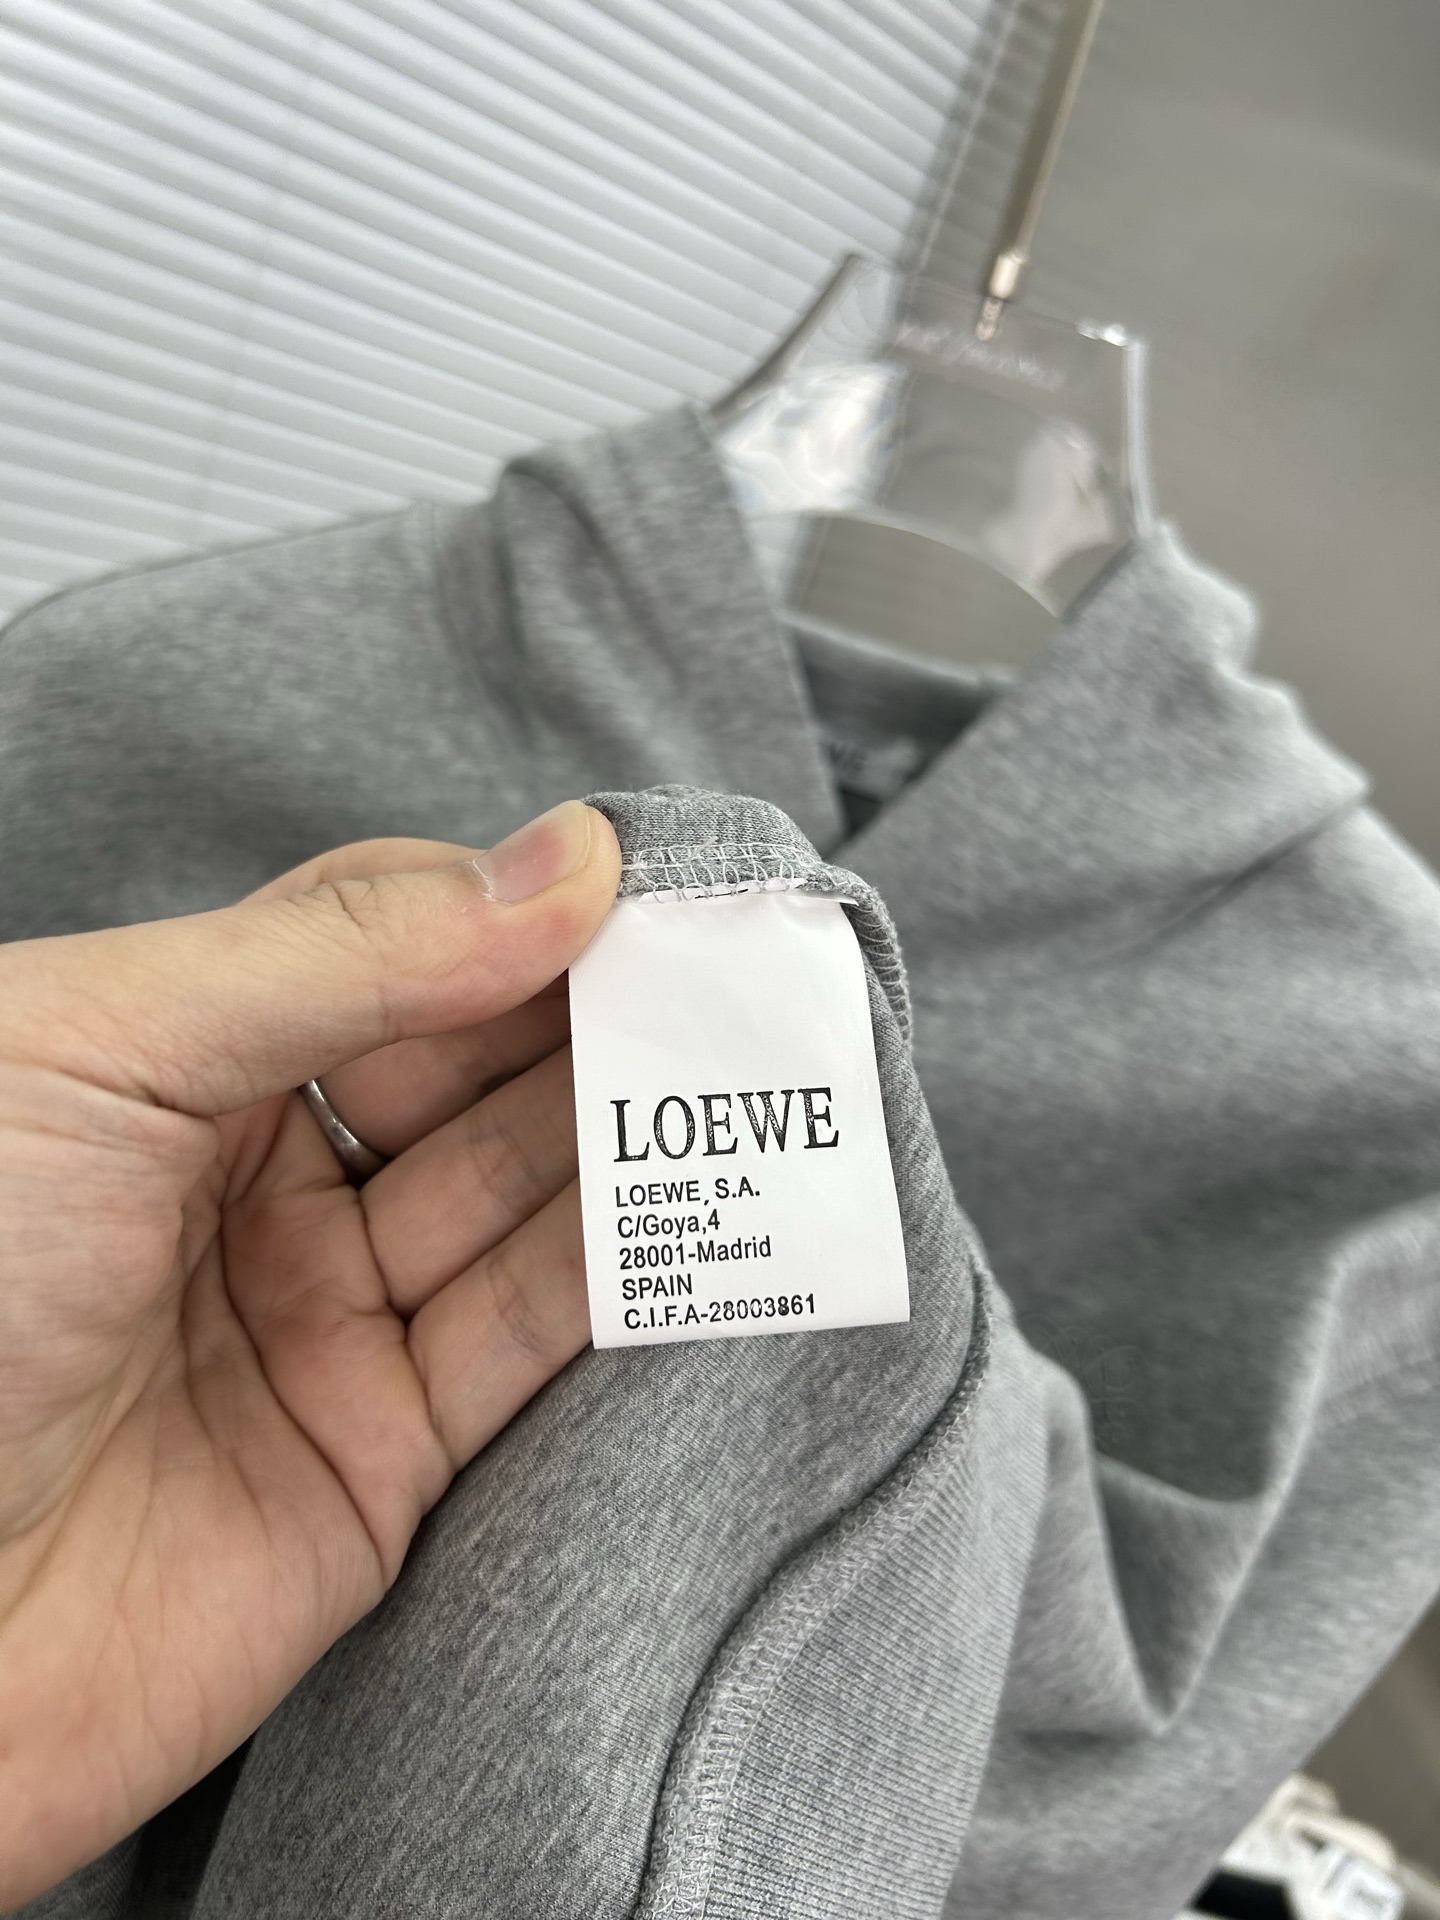 LOEWE
LOEWE, S.A.
C/Goya,4
28001-Madrid
SPAIN
C.I.F.A-28003861